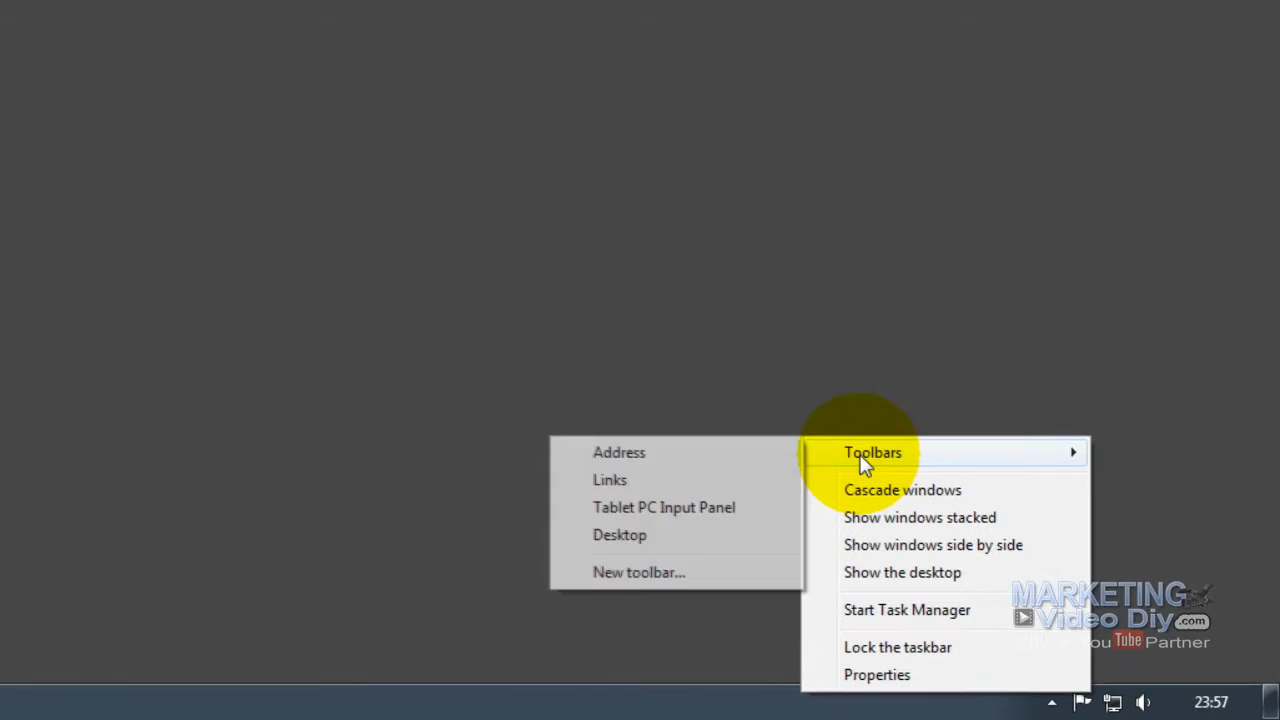 Address
Links
Tablet PC Input Panel
Desktop
New toolbar...
Toolbars
Cascade windows
Show windows stacked
Show windows side by side
Show the desktop
Start Task Manager
Lock the taskbar
Properties
MARKETING
Video Diy.com
You Tube Partner
23:57